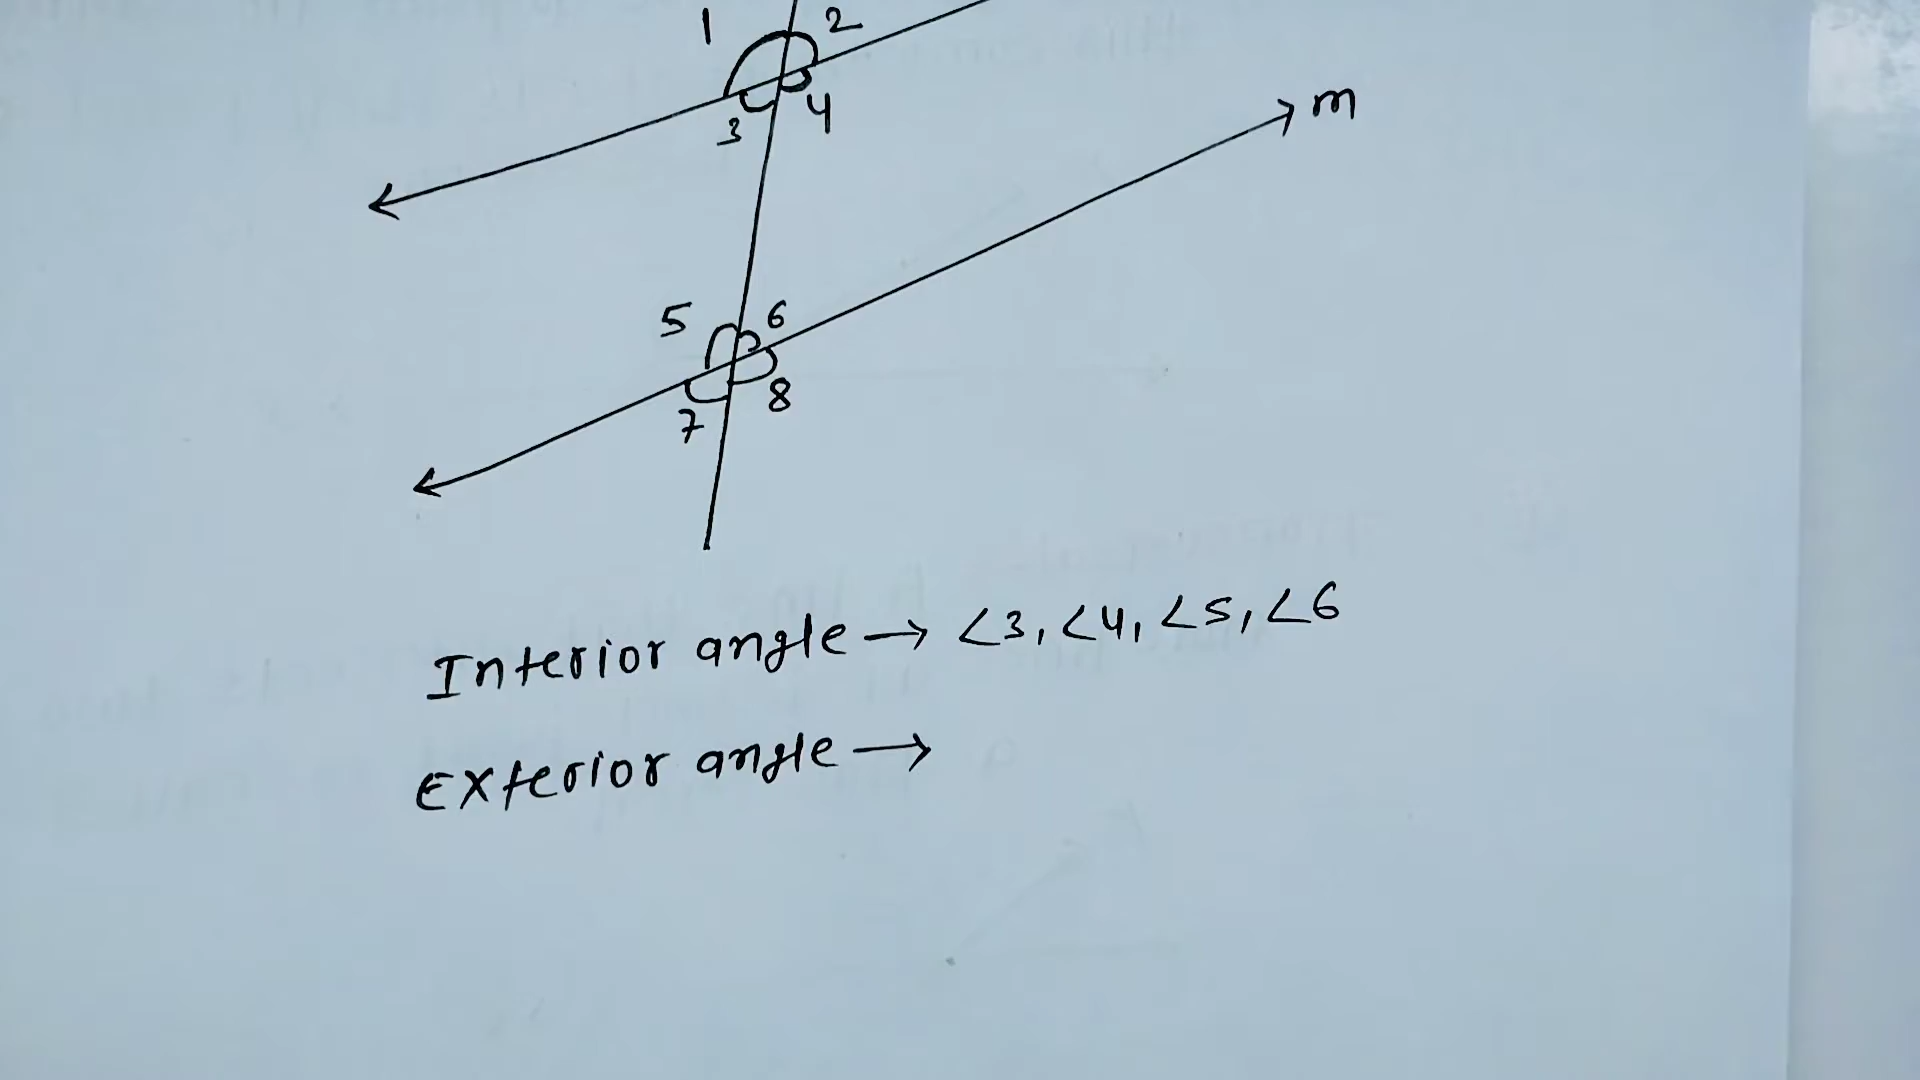 1 2
3 4
m
5 6
7 8
Interior angle → ∠3, ∠4, ∠5, ∠6
Exterior angle →